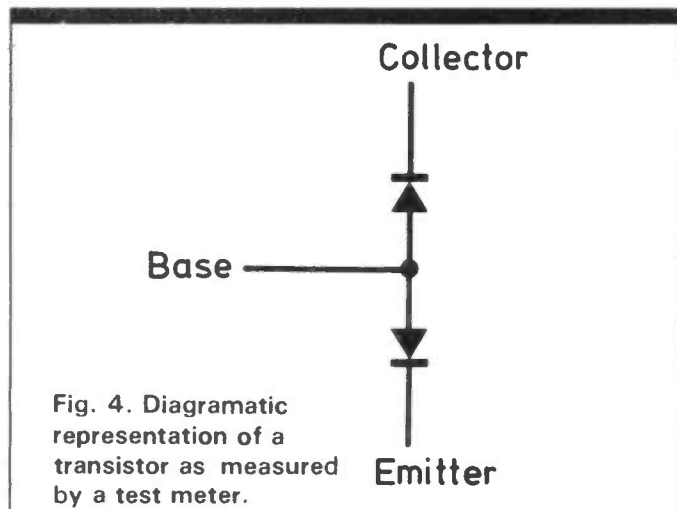 Collector
Base
Fig. 4. Diagramatic
representation of a
transistor as measured
by a test meter.
Emitter